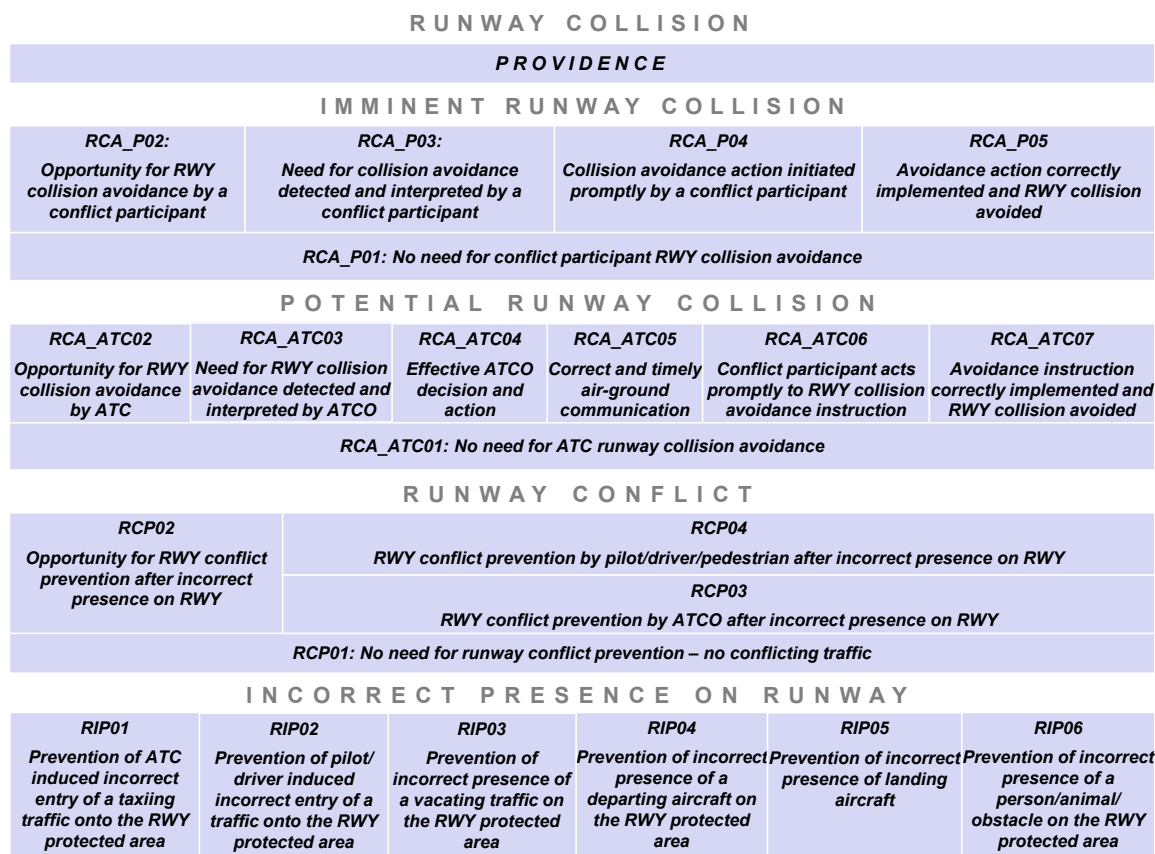 RUNWAY COLLISION
PROVIDENCE
IMMINENT RUNWAY COLLISION
RCA_P02:
Opportunity for RWY
collision avoidance by a
conflict participant
RCA_P03:
Need for collision avoidance
detected and interpreted by a
conflict participant
RCA_P04
Collision avoidance action initiated
promptly by a conflict participant
RCA_P05
Avoidance action correctly
implemented and RWY collision
avoided
RCA_P01: No need for conflict participant RWY collision avoidance
POTENTIAL RUNWAY COLLISION
RCA_ATC02
Opportunity for RWY
collision avoidance
by ATC
RCA_ATC03
Need for RWY collision
avoidance detected and
interpreted by ATCO
RCA_ATC04
Effective ATCO
decision and
action
RCA_ATC05
Correct and timely
air-ground
communication
RCA_ATC06
Conflict participant acts
promptly to RWY collision
avoidance instruction
RCA_ATC07
Avoidance instruction
correctly implemented and
RWY collision avoided
RCA_ATC01: No need for ATC runway collision avoidance
RUNWAY CONFLICT
RCP02
Opportunity for RWY conflict
prevention after incorrect
presence on RWY
RCP04
RWY conflict prevention by pilot/driver/pedestrian after incorrect presence on RWY
RCP03
RWY conflict prevention by ATCO after incorrect presence on RWY
RCP01: No need for runway conflict prevention – no conflicting traffic
INCORRECT PRESENCE ON RUNWAY
RIP01
Prevention of ATC
induced incorrect
entry of a taxiing
traffic onto the RWY
protected area
RIP02
Prevention of pilot/
driver induced
incorrect entry of a
traffic onto the RWY
protected area
RIP03
Prevention of
incorrect presence of
a vacating traffic on
the RWY protected
area
RIP04
Prevention of incorrect
presence of a
departing aircraft on
the RWY protected
area
RIP05
Prevention of incorrect
presence of landing
aircraft
RIP06
Prevention of incorrect
presence of a
person/animal/
obstacle on the RWY
protected area